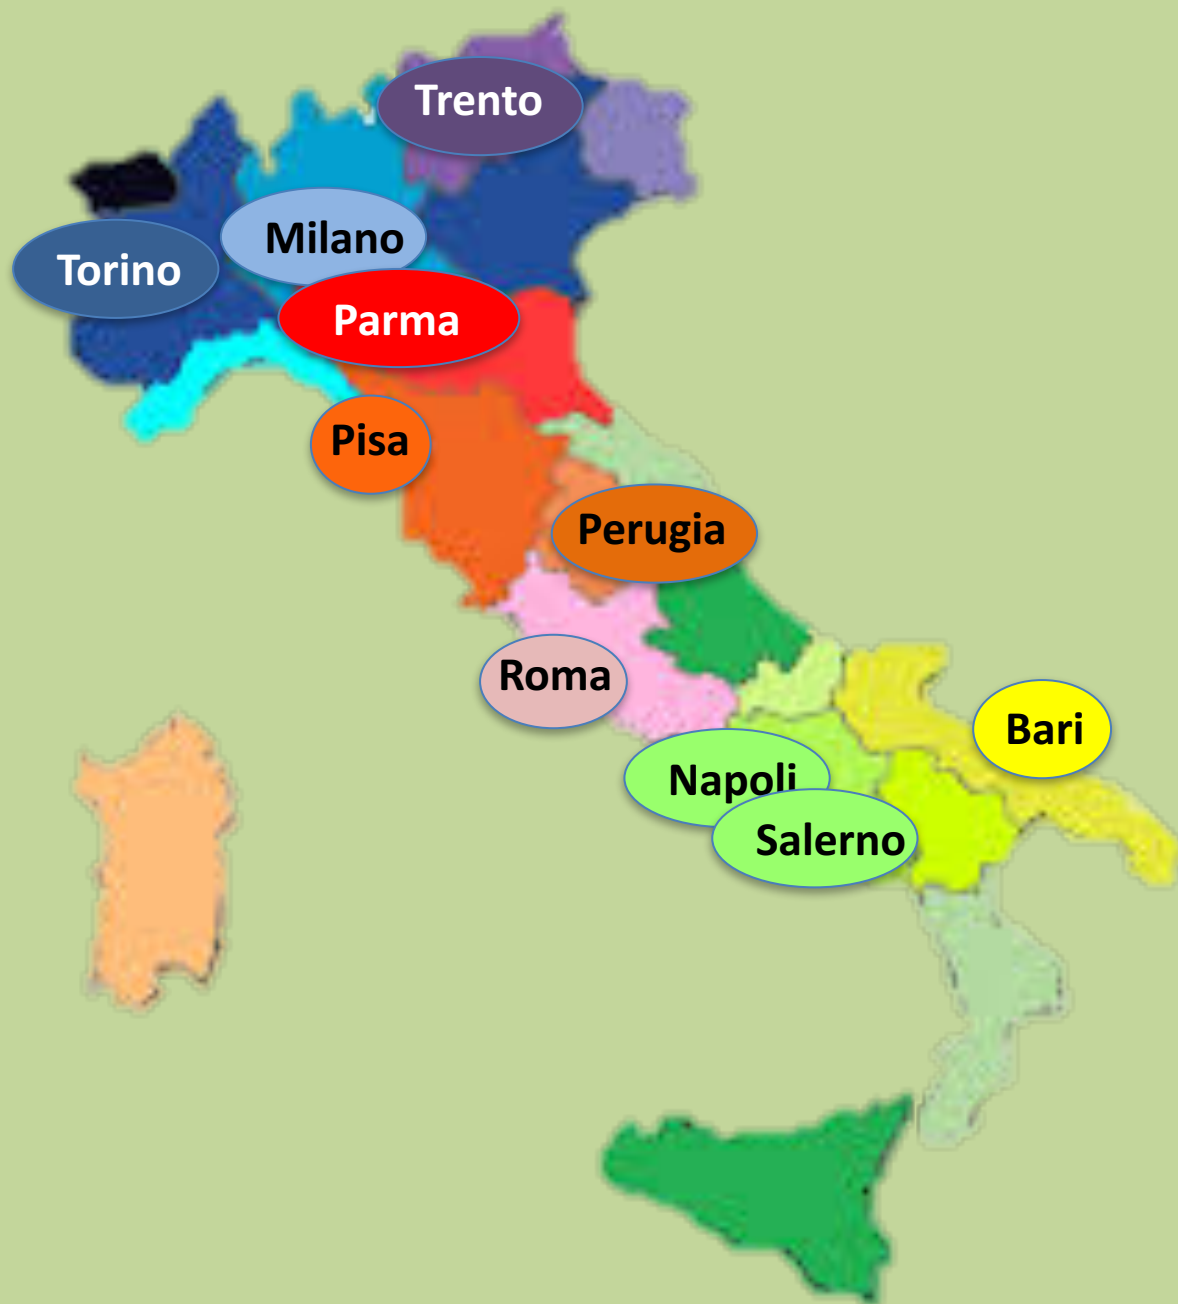 Trento
Milano
Torino
Parma
Pisa
Perugia
Roma
Bari
Napoli
Salerno